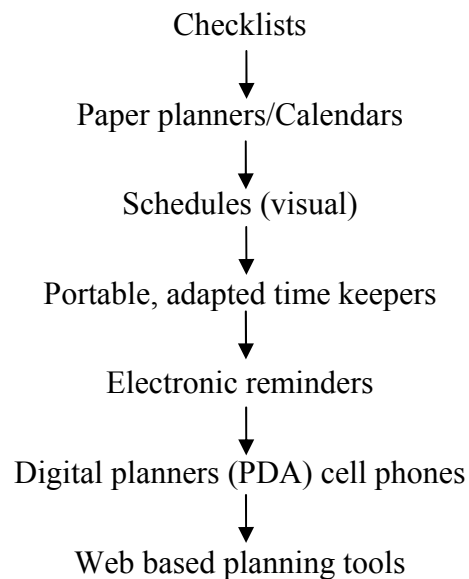 Checklists
Paper planners/Calendars
Schedules (visual)
Portable, adapted time keepers
Electronic reminders
Digital planners (PDA) cell phones
Web based planning tools